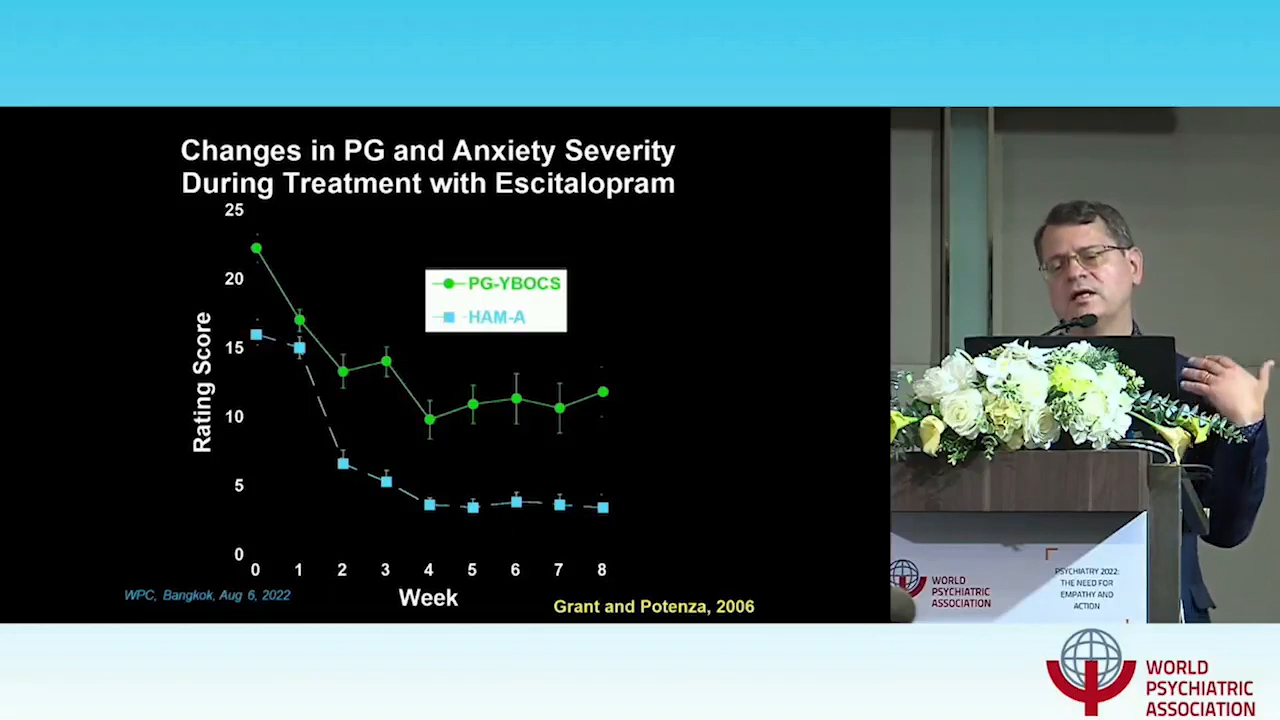 Changes in PG and Anxiety Severity
During Treatment with Escitalopram
25
20
15
10
5
0
Rating Score
PG-YBOCS
HAM-A
0 1 2 3 4 5 6 7 8
Week
WPC, Bangkok, Aug 6, 2022
Grant and Potenza, 2006
WORLD
PSYCHIATRIC
ASSOCIATION
PSYCHIATRY 2022:
THE NEED FOR
EMPATHY AND
ACTION
WORLD
PSYCHIATRIC
ASSOCIATION